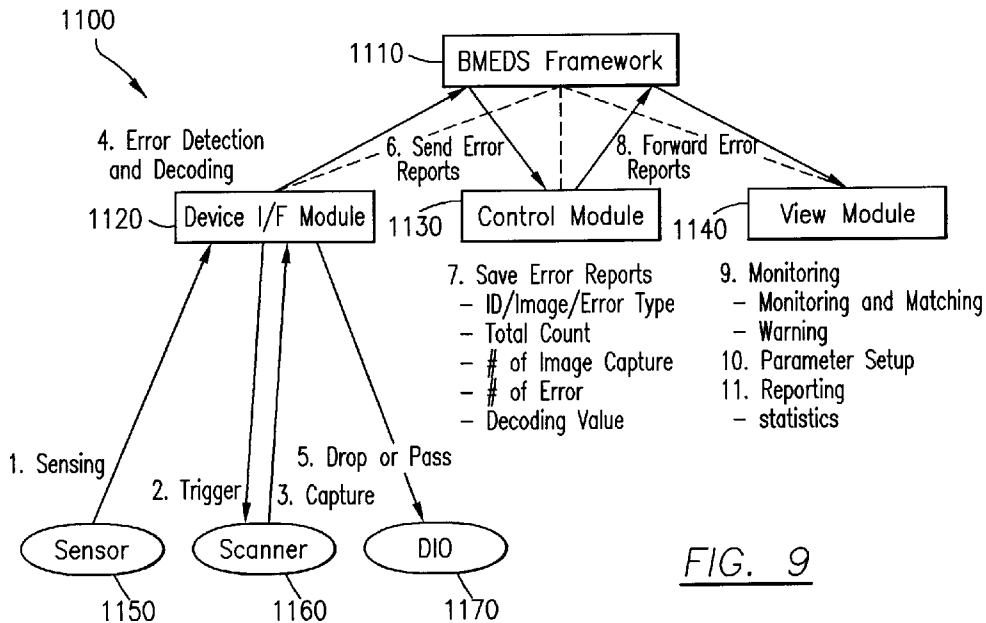 1100
1110
BMEDS Framework
4. Error Detection
and Decoding
6. Send Error
Reports
8. Forward Error
Reports
1120
Device I/F Module
1130
Control Module
1140
View Module
7. Save Error Reports
- ID/Image/Error Type
- Total Count
- # of Image Capture
- # of Error
- Decoding Value
9. Monitoring
- Monitoring and Matching
- Warning
10. Parameter Setup
11. Reporting
- statistics
1. Sensing
2. Trigger
3. Capture
5. Drop or Pass
Sensor
Scanner
DIO
1150
1160
1170
FIG. 9